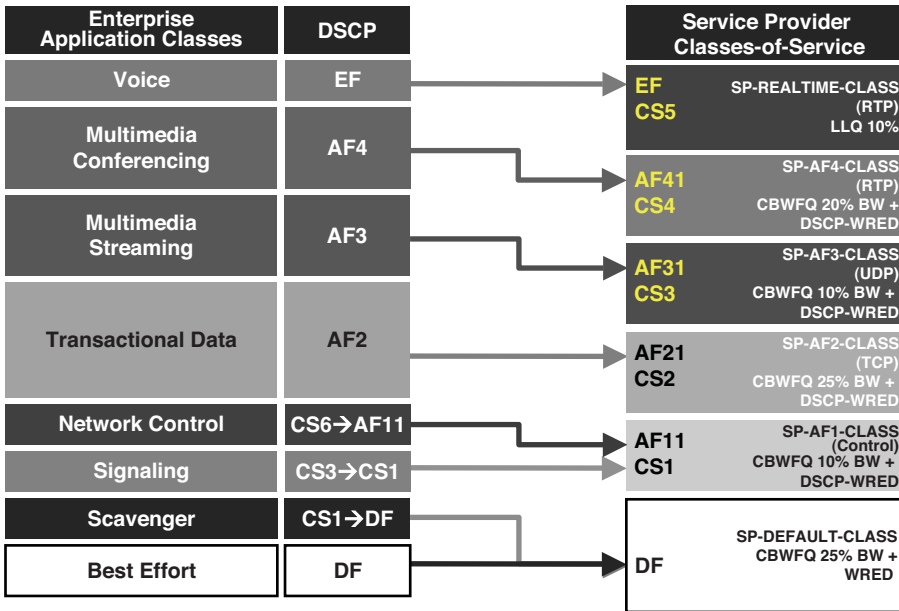 Enterprise
Application Classes
DSCP
Service Provider
Classes-of-Service
Voice
EF
EF
CS5
SP-REALTIME-CLASS
(RTP)
LLQ 10%
Multimedia
Conferencing
AF4
AF41
CS4
SP-AF4-CLASS
(RTP)
CBWFQ 20% BW +
DSCP-WRED
Multimedia
Streaming
AF3
AF31
CS3
SP-AF3-CLASS
(UDP)
CBWFQ 10% BW +
DSCP-WRED
Transactional Data
AF2
AF21
CS2
SP-AF2-CLASS
(TCP)
CBWFQ 25% BW +
DSCP-WRED
Network Control
CS6→AF11
Signaling
CS3→CS1
AF11
CS1
SP-AF1-CLASS
(Control)
CBWFQ 10% BW +
DSCP-WRED
Scavenger
CS1→DF
Best Effort
DF
DF
SP-DEFAULT-CLASS
CBWFQ 25% BW +
WRED